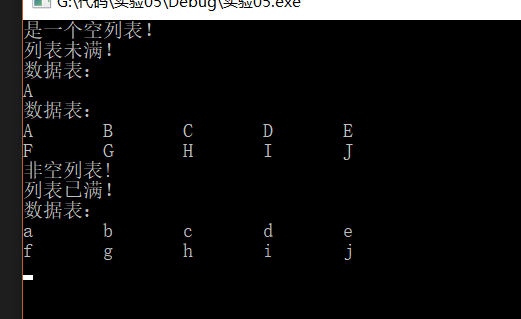 G:\代码\实验05\Debug\实验05.exe
是一个空列表!
列表未满!
数据表:
A
数据表:
A B C D E
F G H I J
非空列表!
列表已满!
数据表:
a b c d e
f g h i j